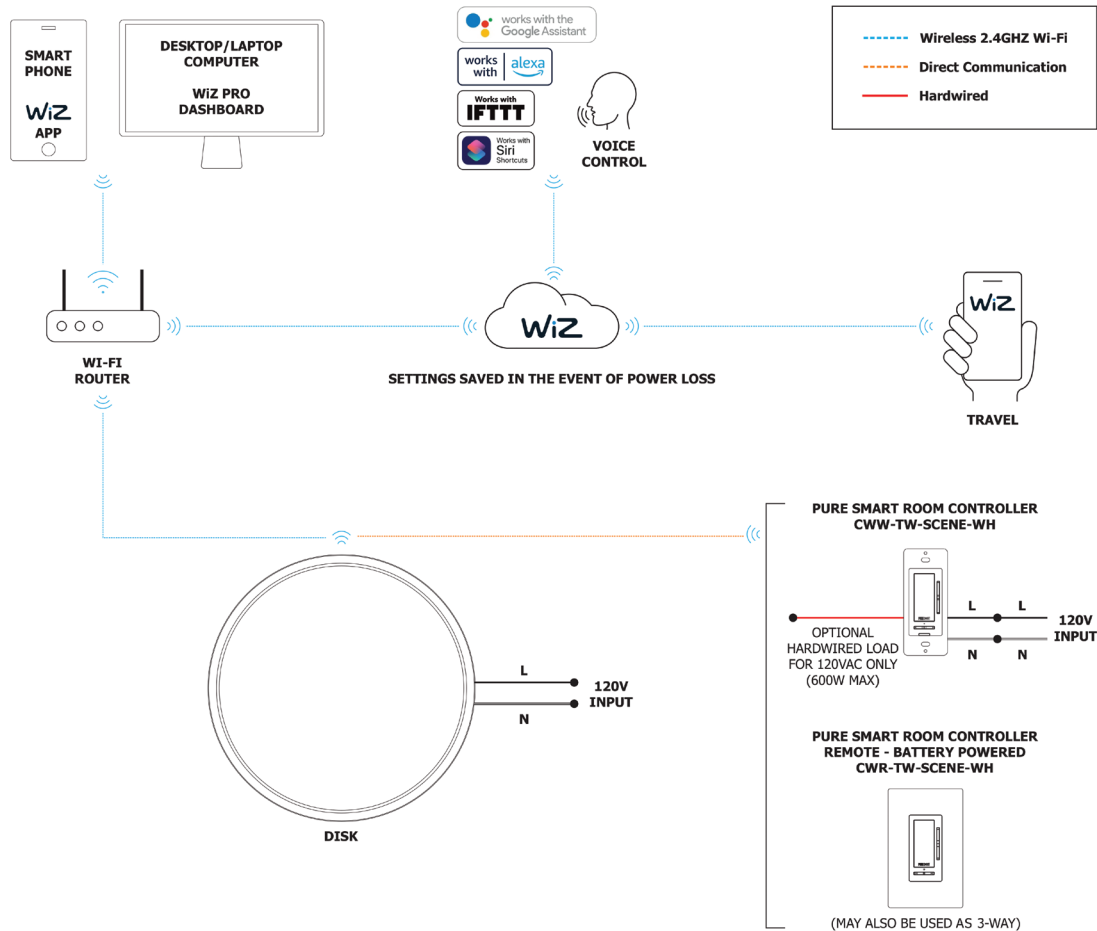 SMART
PHONE
WiZ
APP
DESKTOP/LAPTOP
COMPUTER
WiZ PRO
DASHBOARD
works with the
Google Assistant
works
with
alexa
Works with
IFTTT
Works with
Siri
Shortcuts
VOICE
CONTROL
Wireless 2.4GHZ Wi-Fi
Direct Communication
Hardwired
WI-FI
ROUTER
WiZ
SETTINGS SAVED IN THE EVENT OF POWER LOSS
WiZ
TRAVEL
L
N
120V
INPUT
DISK
PURE SMART ROOM CONTROLLER
CWW-TW-SCENE-WH
OPTIONAL
HARDWIRED LOAD
FOR 120VAC ONLY
(600W MAX)
L L
N N
120V
INPUT
PURE SMART ROOM CONTROLLER
REMOTE - BATTERY POWERED
CWR-TW-SCENE-WH
(MAY ALSO BE USED AS 3-WAY)